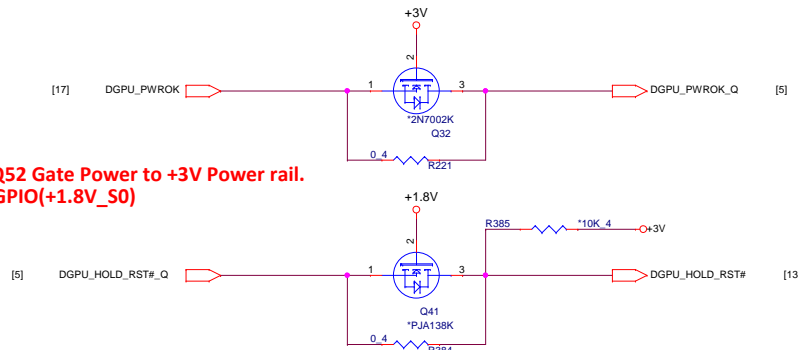 +3V
2
[17] DGPU_PWROK 1 3 DGPU_PWROK_Q [5]
*2N7002K
Q32
0_4 R221
Q52 Gate Power to +3V Power rail.
GPIO(+1.8V_S0)
+1.8V
R385 *10K_4 +3V
2
[5] DGPU_HOLD_RST#_Q 1 3 DGPU_HOLD_RST# [13
Q41
*PJA138K
0_4 R384